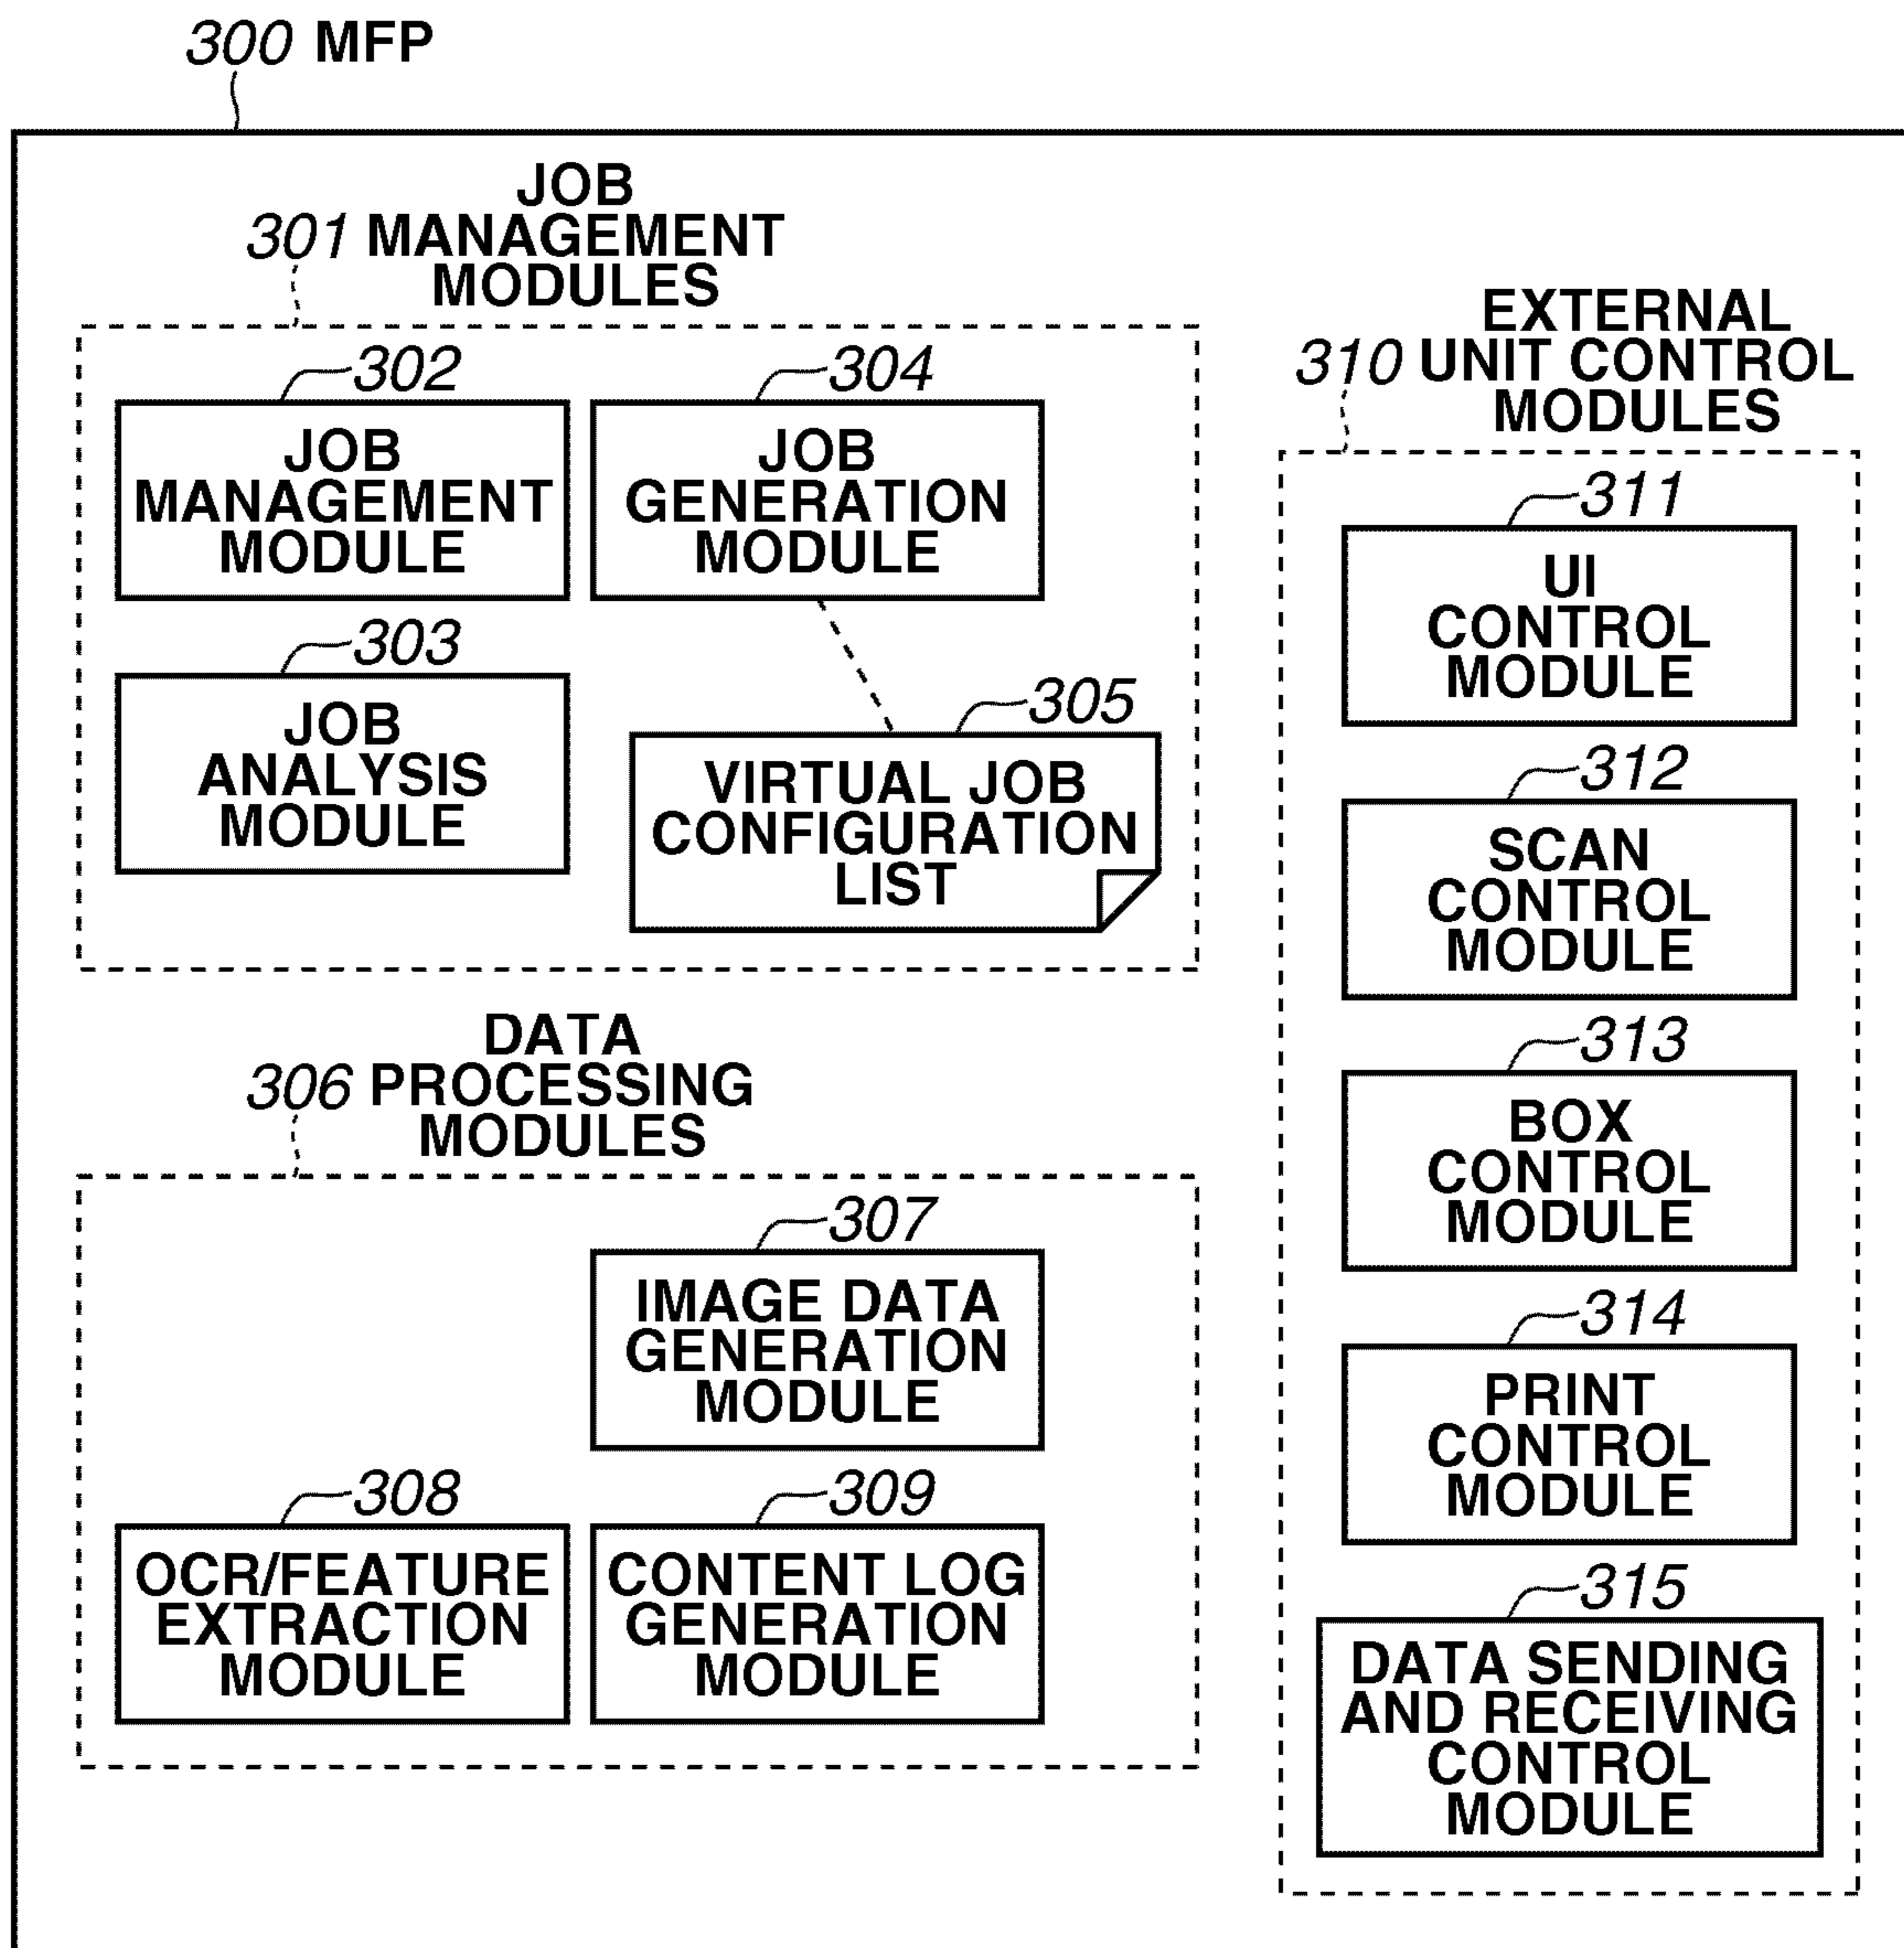 300 MFP
JOB
301 MANAGEMENT
MODULES
302
JOB
MANAGEMENT
MODULE
304
JOB
GENERATION
MODULE
303
JOB
ANALYSIS
MODULE
305
VIRTUAL JOB
CONFIGURATION
LIST
DATA
306 PROCESSING
MODULES
307
IMAGE DATA
GENERATION
MODULE
308
OCR/FEATURE
EXTRACTION
MODULE
309
CONTENT LOG
GENERATION
MODULE
EXTERNAL
310 UNIT CONTROL
MODULES
311
UI
CONTROL
MODULE
312
SCAN
CONTROL
MODULE
313
BOX
CONTROL
MODULE
314
PRINT
CONTROL
MODULE
315
DATA SENDING
AND RECEIVING
CONTROL
MODULE